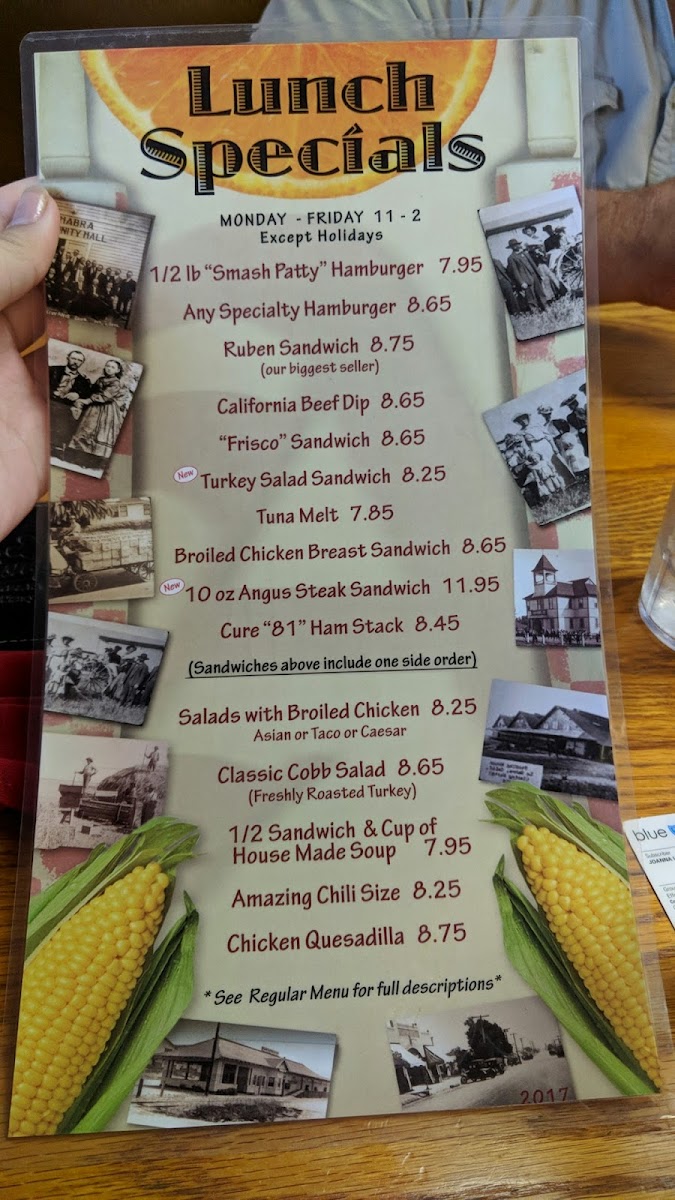 Lunch
Specials
MONDAY - FRIDAY 11 - 2
Except Holidays
HABRA
NITY HALL
1/2 lb "Smash Patty" Hamburger 7.95
Any Specialty Hamburger 8.65
Ruben Sandwich 8.75
(our biggest seller)
California Beef Dip 8.65
"Frisco" Sandwich 8.65
New Turkey Salad Sandwich 8.25
Tuna Melt 7.85
Broiled Chicken Breast Sandwich 8.65
New 10 oz Angus Steak Sandwich 11.95
Cure "81" Ham Stack 8.45
(Sandwiches above include one side order)
Salads with Broiled Chicken 8.25
Asian or Taco or Caesar
Classic Cobb Salad 8.65
(Freshly Roasted Turkey)
1/2 Sandwich & Cup of
House Made Soup 7.95
Amazing Chili Size 8.25
Chicken Quesadilla 8.75
*See Regular Menu for full descriptions*
2017
blue
Subscriber
JOANNA